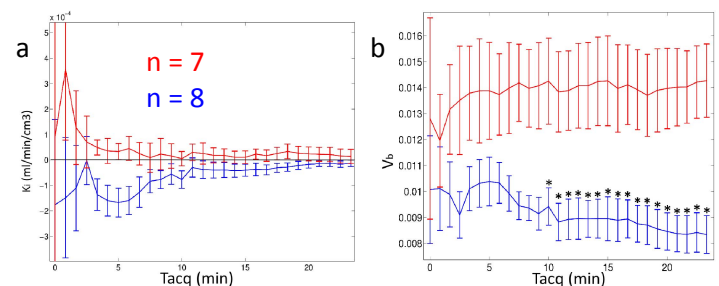 a
×10⁻⁴
5
4
3
2
1
0
−1
−2
−3
0 5 10 15 20
Ki (ml/min/cm3)
Tacq (min)
n = 7
n = 8
b
0.016
0.015
0.014
0.013
0.012
0.011
0.01
0.009
0.008
0 5 10 15 20
Vb
Tacq (min)
* * * * * * * * * * * * * * * * *